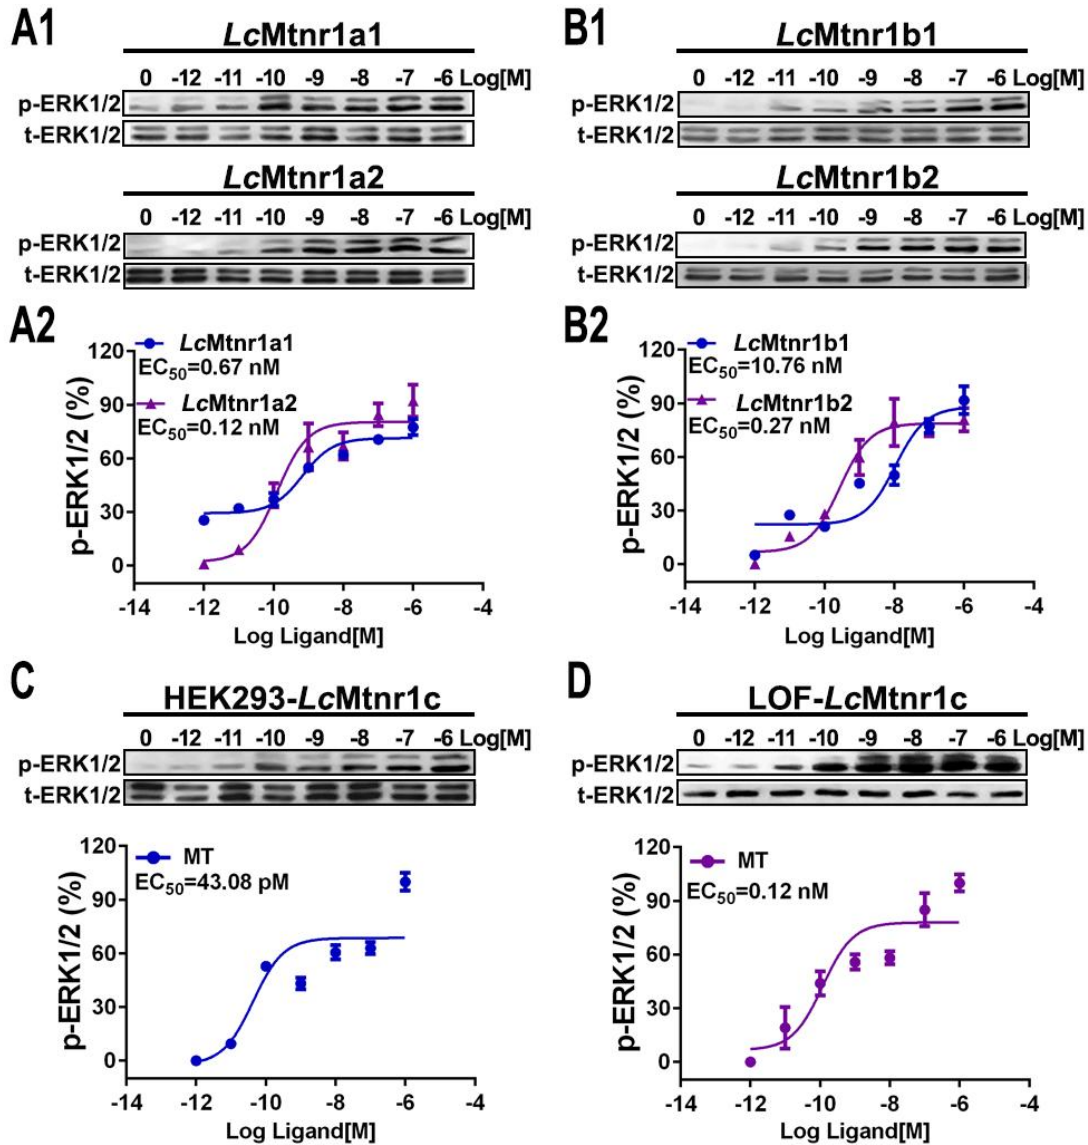 A1
LcMtnr1a1
0 -12 -11 -10 -9 -8 -7 -6 Log[M]
p-ERK1/2
t-ERK1/2
LcMtnr1a2
0 -12 -11 -10 -9 -8 -7 -6 Log[M]
p-ERK1/2
t-ERK1/2
B1
LcMtnr1b1
0 -12 -11 -10 -9 -8 -7 -6 Log[M]
p-ERK1/2
t-ERK1/2
LcMtnr1b2
0 -12 -11 -10 -9 -8 -7 -6 Log[M]
p-ERK1/2
t-ERK1/2
A2
LcMtnr1a1
EC50=0.67 nM
LcMtnr1a2
EC50=0.12 nM
p-ERK1/2 (%)
120
90
60
30
0
-14 -12 -10 -8 -6 -4
Log Ligand[M]
B2
LcMtnr1b1
EC50=10.76 nM
LcMtnr1b2
EC50=0.27 nM
p-ERK1/2 (%)
120
90
60
30
0
-14 -12 -10 -8 -6 -4
Log Ligand[M]
C
HEK293-LcMtnr1c
0 -12 -11 -10 -9 -8 -7 -6 Log[M]
p-ERK1/2
t-ERK1/2
MT
EC50=43.08 pM
p-ERK1/2 (%)
120
90
60
30
0
-14 -12 -10 -8 -6 -4
Log Ligand[M]
D
LOF-LcMtnr1c
0 -12 -11 -10 -9 -8 -7 -6 Log[M]
p-ERK1/2
t-ERK1/2
MT
EC50=0.12 nM
p-ERK1/2 (%)
120
90
60
30
0
-14 -12 -10 -8 -6 -4
Log Ligand[M]